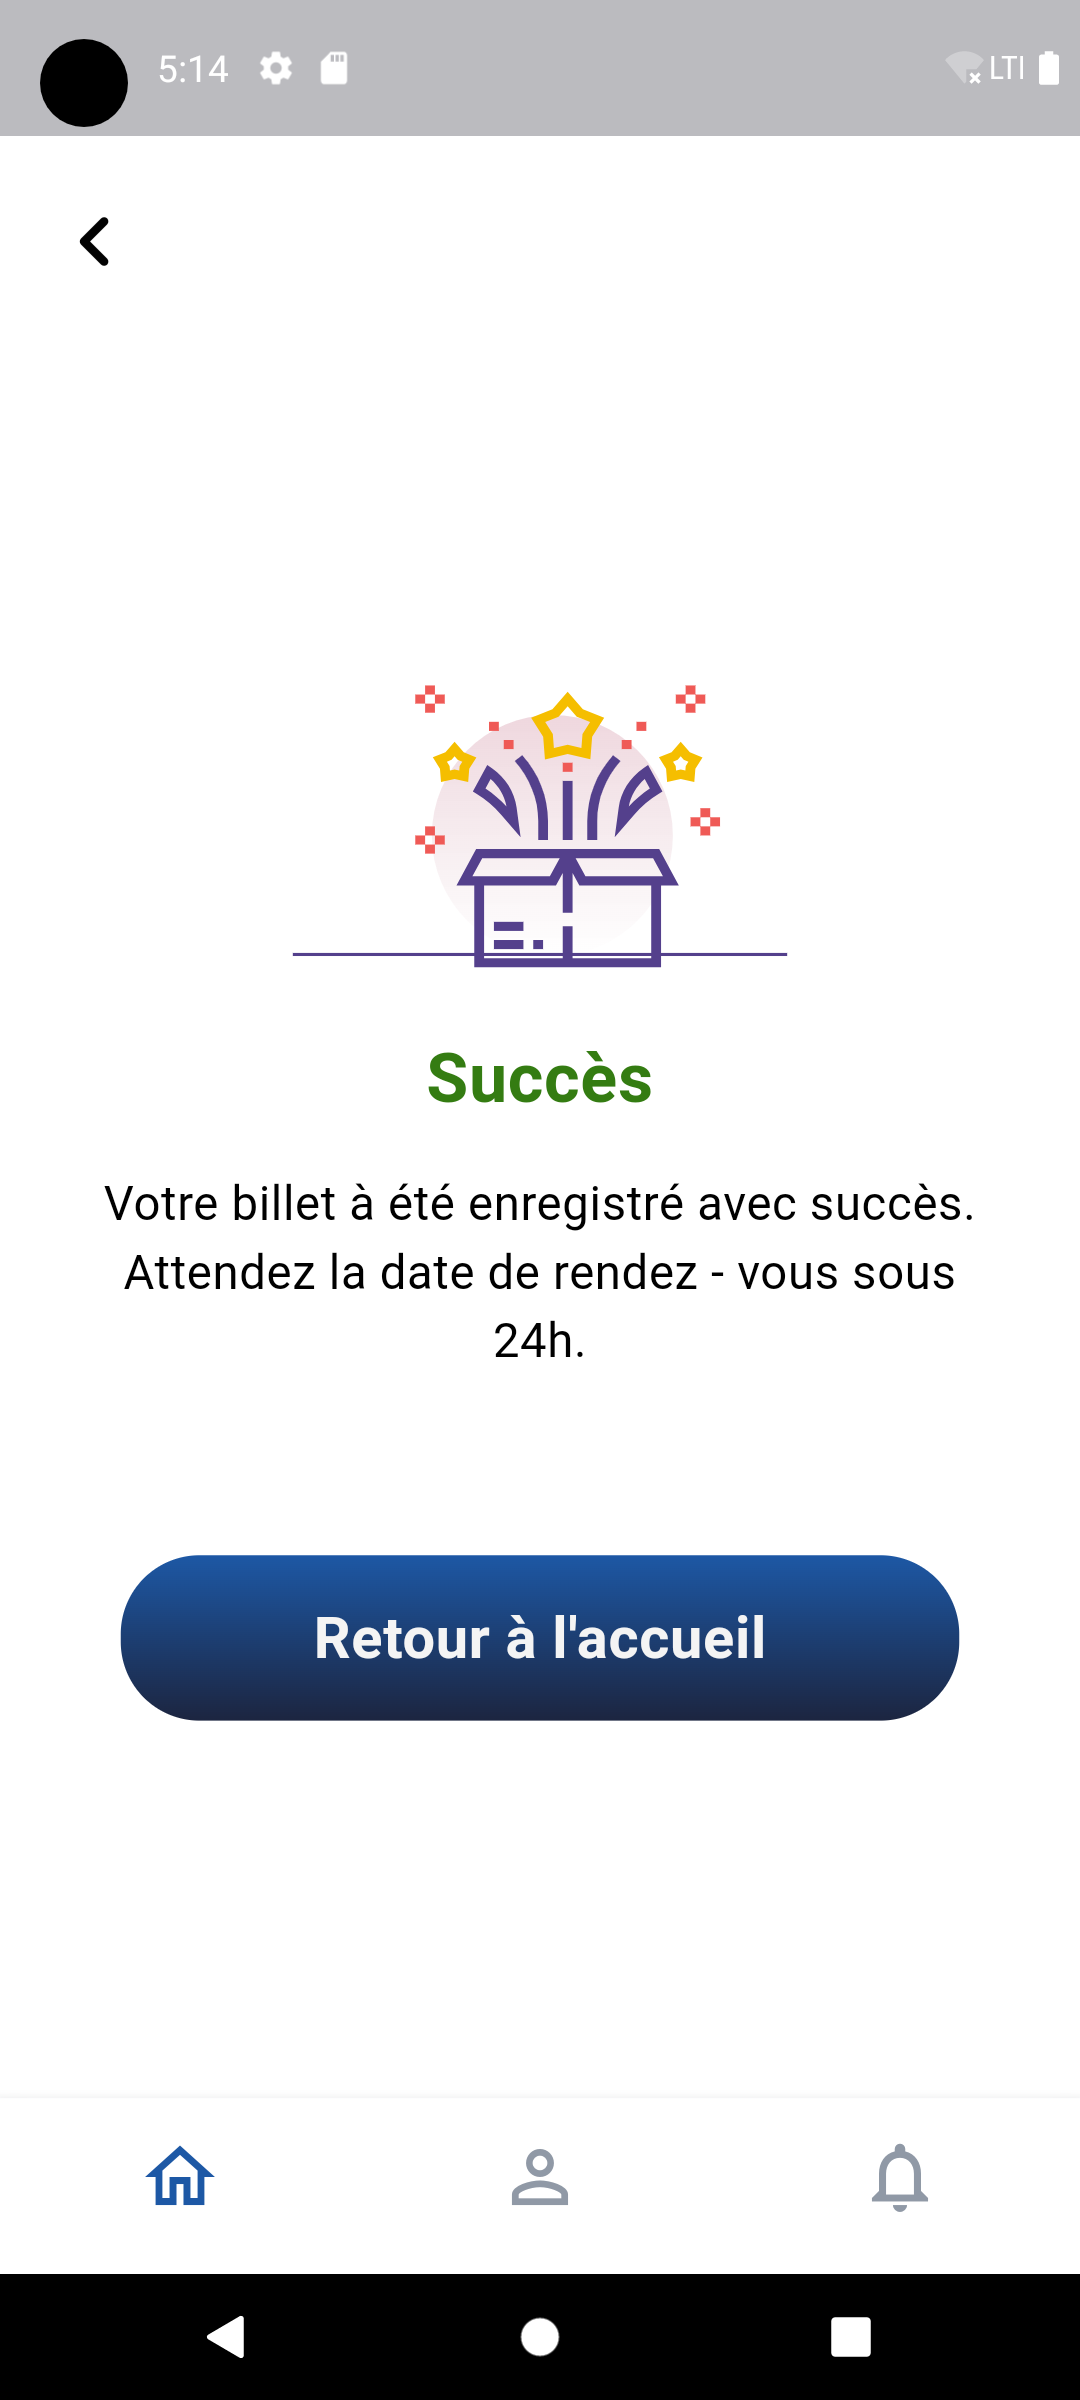 5:14
LTI
Succès
Votre billet à été enregistré avec succès.
Attendez la date de rendez - vous sous
24h.
Retour à l'accueil